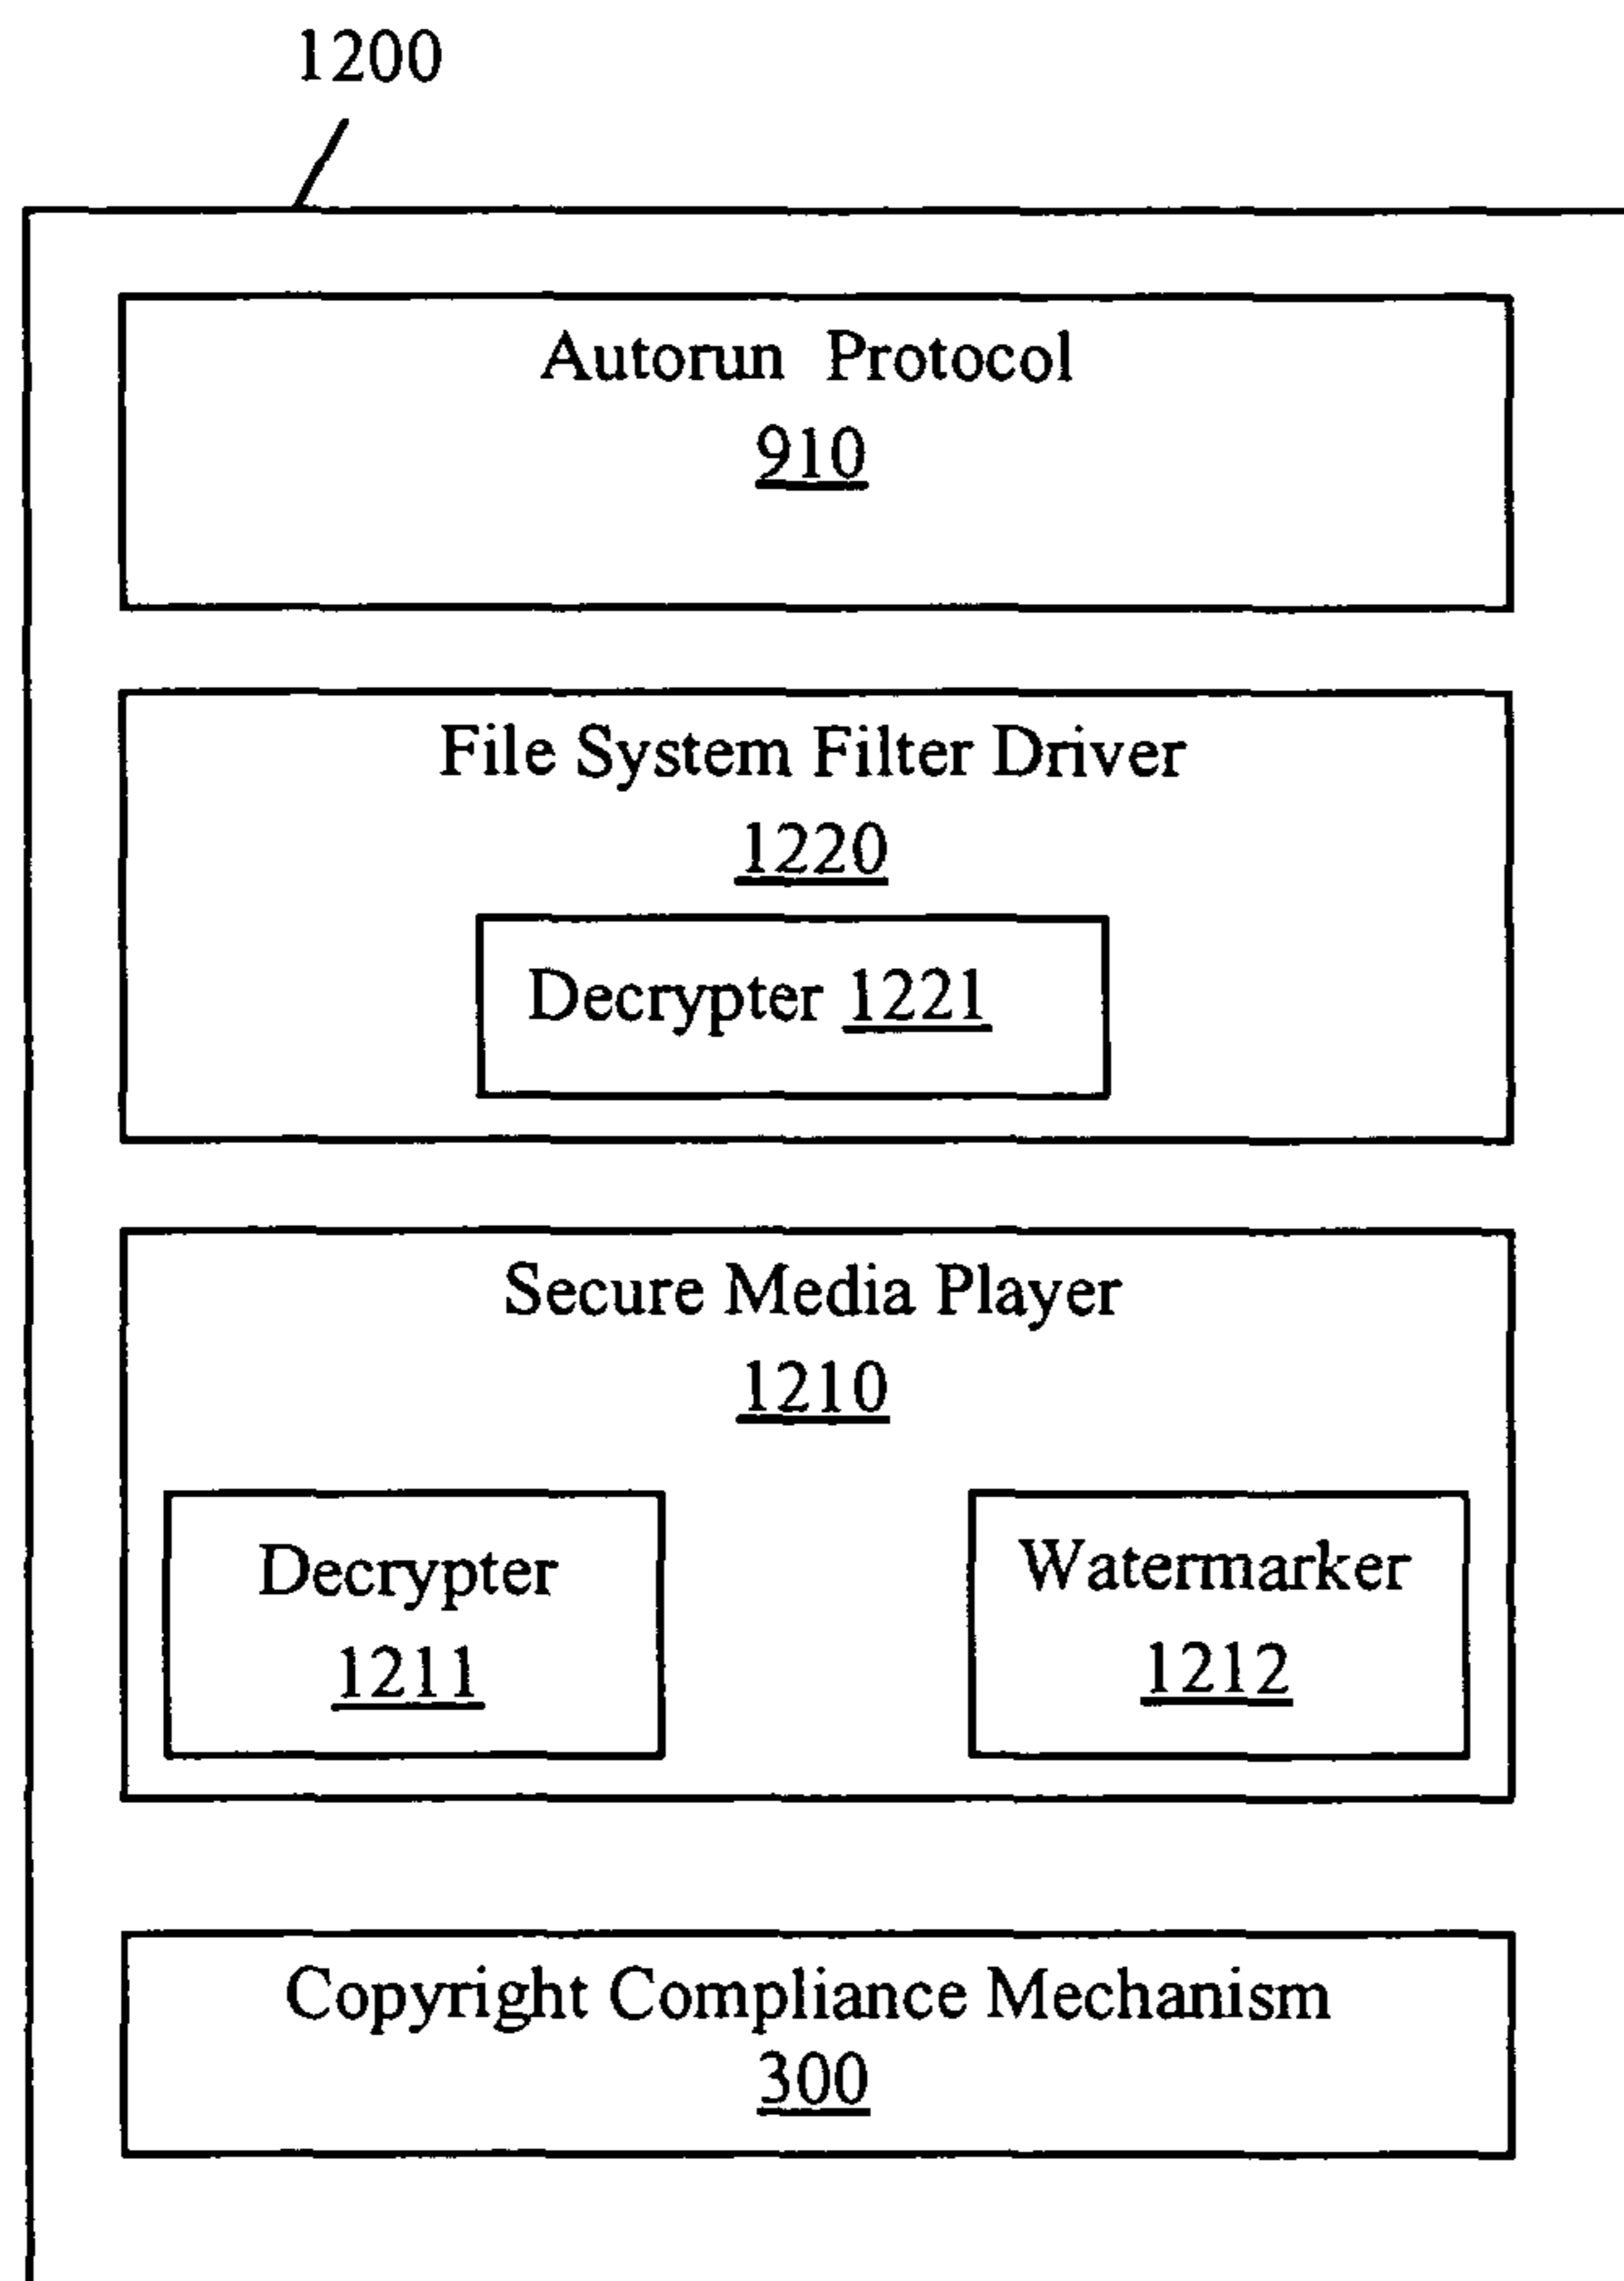 1200
Autorun Protocol
910
File System Filter Driver
1220
Decrypter 1221
Secure Media Player
1210
Decrypter
1211
Watermarker
1212
Copyright Compliance Mechanism
300